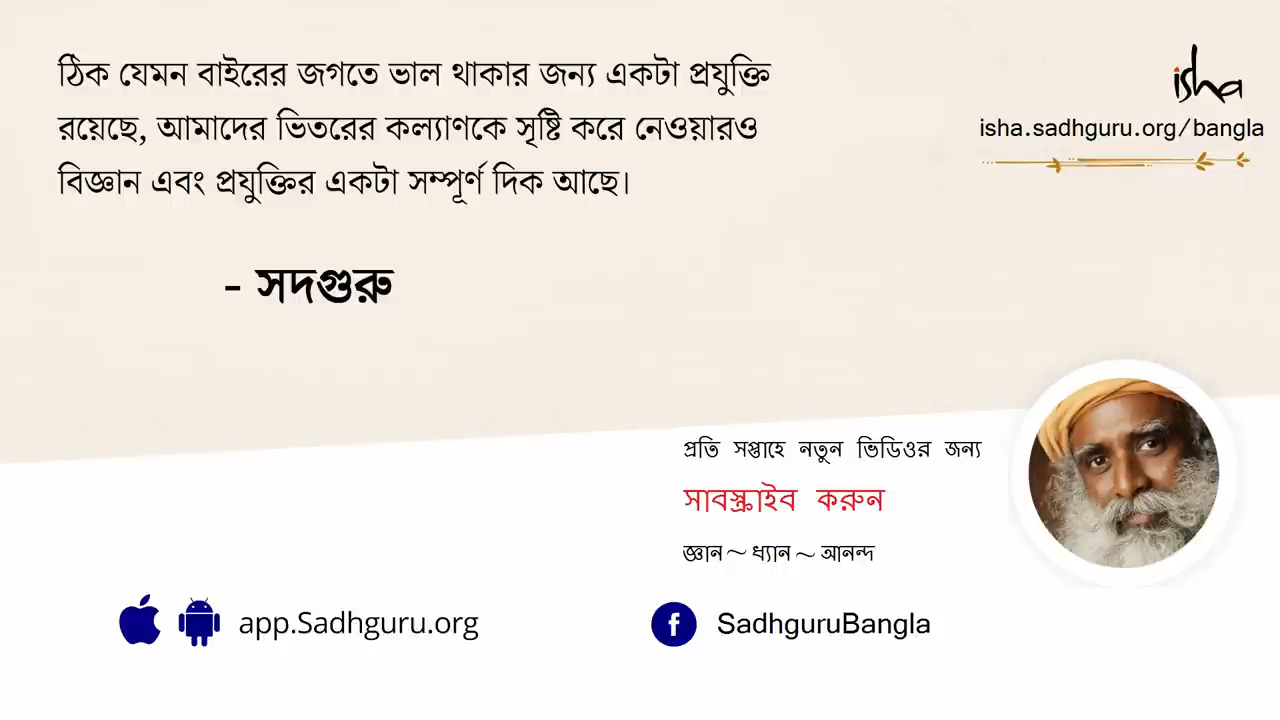 ঠিক যেমন বাইরের জগতে ভাল থাকার জন্য একটা প্রযুক্তি
রয়েছে, আমাদের ভিতরের কল্যাণকে সৃষ্টি করে নেওয়ারও
বিজ্ঞান এবং প্রযুক্তির একটা সম্পূর্ণ দিক আছে।
- সদগুরু
isha
isha.sadhguru.org/bangla
প্রতি সপ্তাহে নতুন ভিডিওর জন্য
সাবস্ক্রাইব করুন
জ্ঞান ~ ধ্যান ~ আনন্দ
app.Sadhguru.org
SadhguruBangla